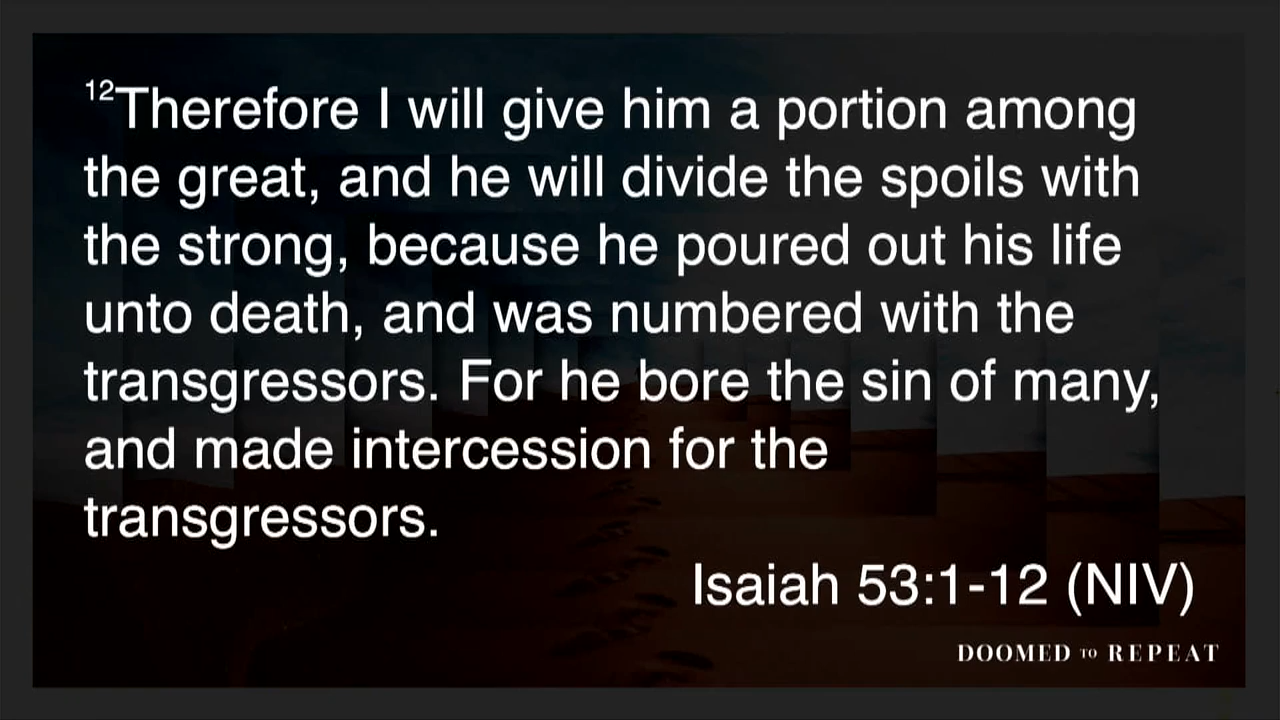 12Therefore I will give him a portion among
the great, and he will divide the spoils with
the strong, because he poured out his life
unto death, and was numbered with the
transgressors. For he bore the sin of many,
and made intercession for the
transgressors.
Isaiah 53:1-12 (NIV)
DOOMED TO REPEAT